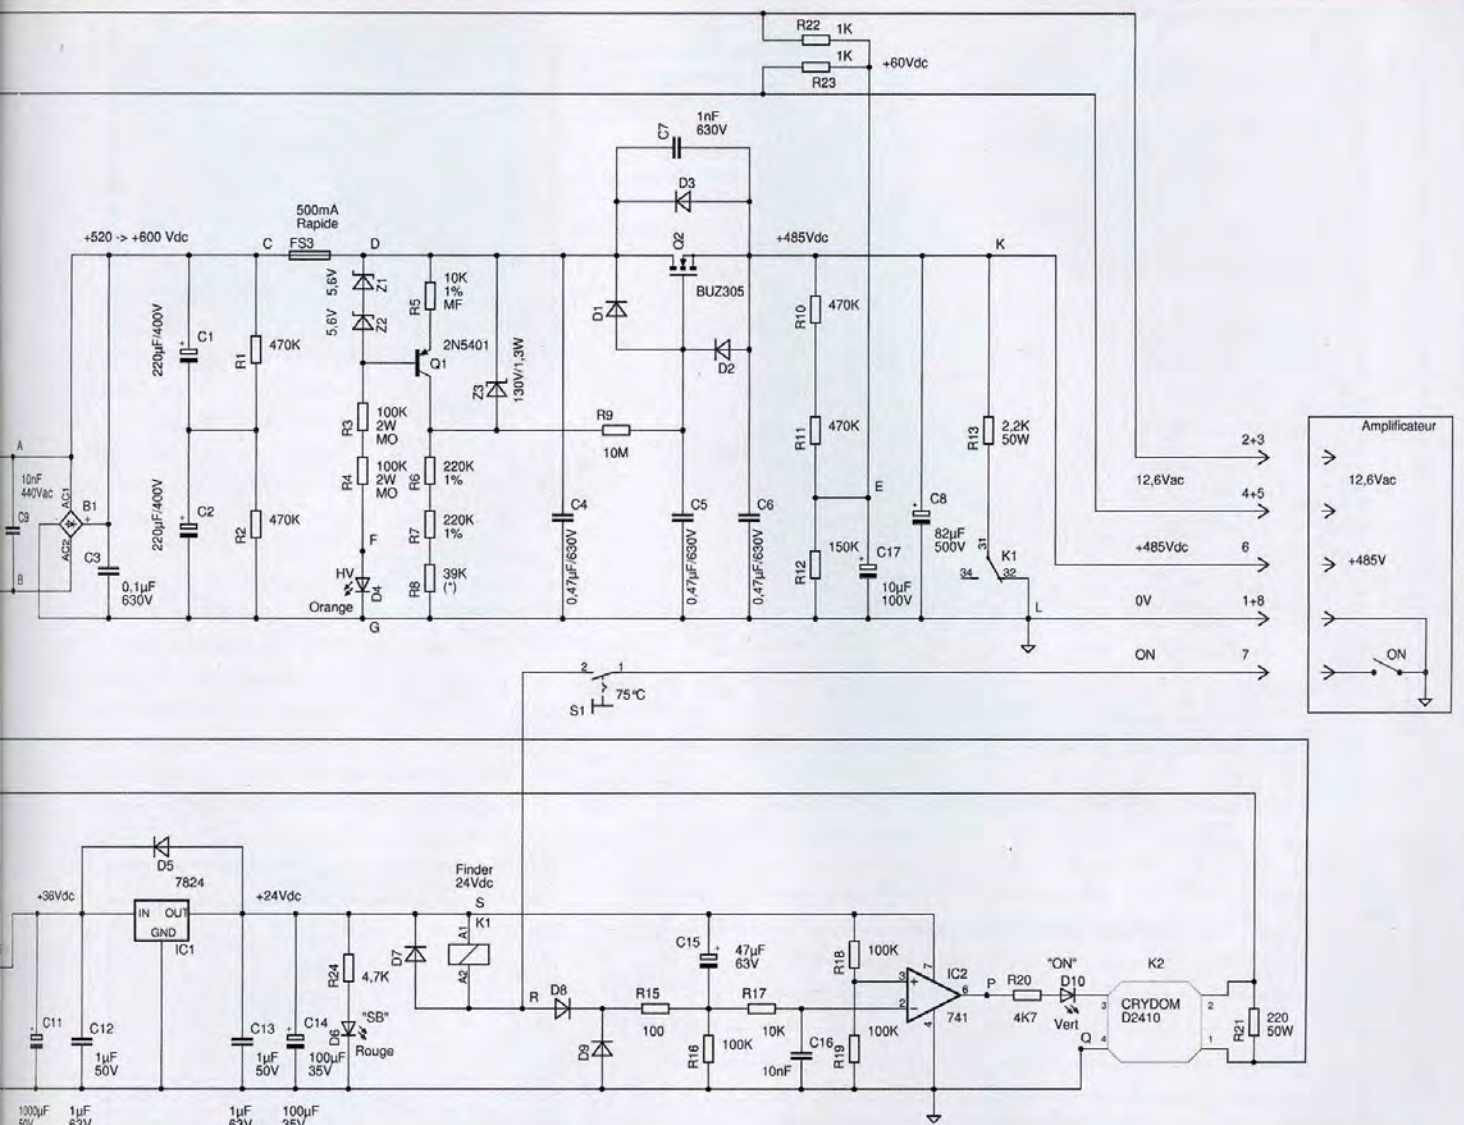 R22 1K
1K
R23
+60Vdc
C7
1nF
630V
D3
500mA
Rapide
+520 -> +600 Vdc
C
FS3
D
Q2
+485Vdc
K
BUZ305
5,6V
Z1
5,6V
Z2
R5
10K
1%
MF
2N5401
Q1
Z3
130V/1,3W
D1
D2
R10
470K
220µF/400V
C1
R1
470K
R3
100K
2W
MO
R9
10M
R11
470K
R13
2,2K
50W
R4
100K
2W
MO
R6
220K
1%
A
10nF
440Vac
C9
AC1
B1
+
AC2
B
C3
0.1µF
630V
220µF/400V
C2
R2
470K
R7
220K
1%
F
HV
D4
Orange
G
R8
39K
(*)
C4
0,47µF/630V
C5
0,47µF/630V
C6
0,47µF/630V
E
R12
150K
C17
10µF
100V
C8
82µF
500V
31
K1
34
32
L
Amplificateur
2+3
12,6Vac
12,6Vac
4+5
+485Vdc
6
+485V
0V
1+8
ON
7
ON
2
1
75°C
S1
D5
7824
+36Vdc
IN
OUT
GND
IC1
+24Vdc
Finder
24Vdc
S
A1
K1
A2
D7
C15
47µF
63V
R24
4,7K
"SB"
D6
Rouge
R
D8
R15
100
R17
10K
D9
R16
100K
C16
10nF
R18
100K
R19
100K
3
+
2
-
7
IC2
6
741
4
P
R20
4K7
"ON"
D10
Vert
Q
K2
CRYDOM
D2410
3
4
2
1
R21
220
50W
C11
C12
1µF
50V
C13
1µF
50V
C14
100µF
35V
1000µF
1µF
63V
1µF
63V
100µF
35V